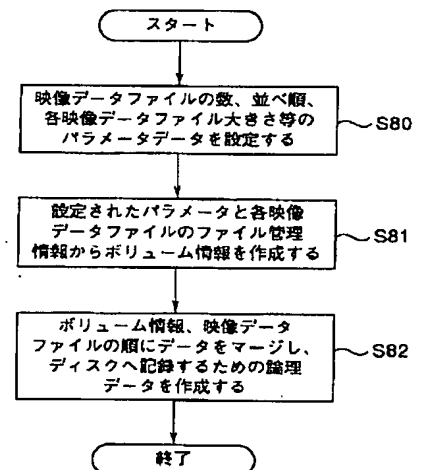 スタート
映像データファイルの数、並べ順、
各映像データファイル大きさ等の
パラメータデータを設定する
S80
設定されたパラメータと各映像
データファイルのファイル管理
情報からボリューム情報を作成する
S81
ボリューム情報、映像データ
ファイルの順にデータをマージし、
ディスクへ記録するための論理
データを作成する
S82
終了